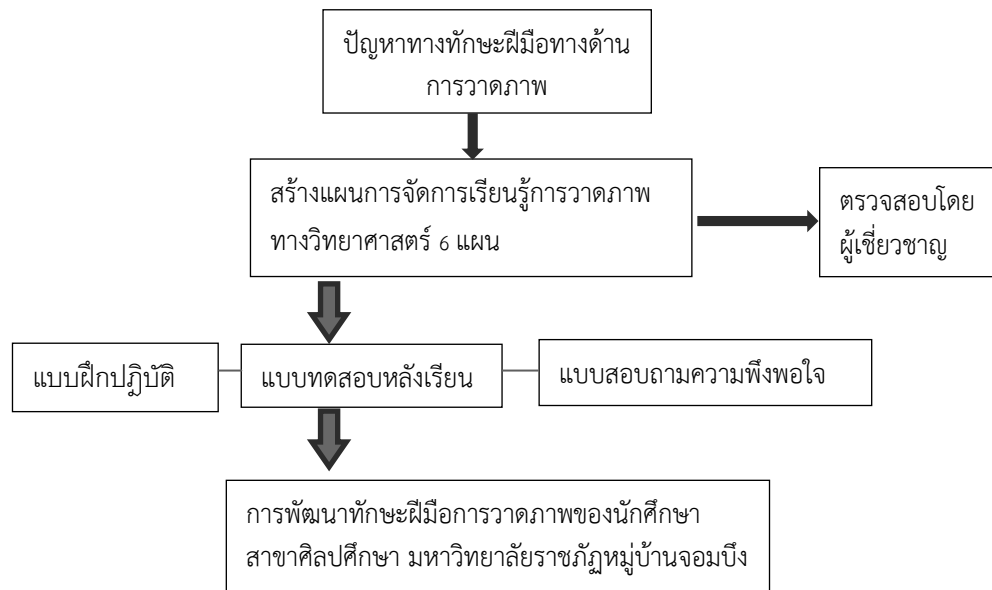 ปัญหาทางทักษะฝีมือทางด้าน
การวาดภาพ
สร้างแผนการจัดการเรียนรู้การวาดภาพ
ทางวิทยาศาสตร์ 6 แผน
ตรวจสอบโดย
ผู้เชี่ยวชาญ
แบบฝึกปฏิบัติ
แบบทดสอบหลังเรียน
แบบสอบถามความพึงพอใจ
การพัฒนาทักษะฝีมือการวาดภาพของนักศึกษา
สาขาศิลปศึกษา มหาวิทยาลัยราชภัฏหมู่บ้านจอมบึง